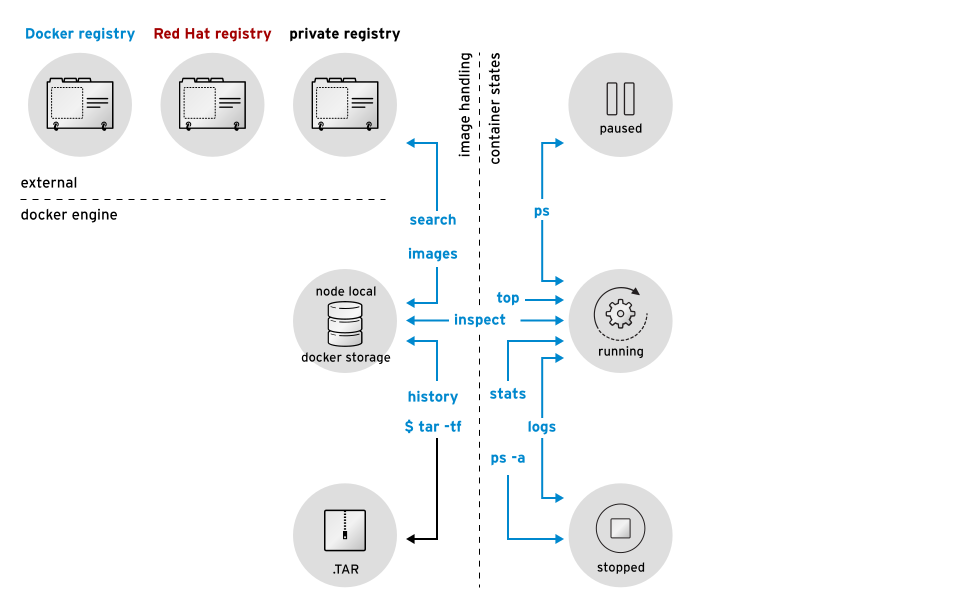 Docker registry
Red Hat registry
private registry
image handling
container states
paused
external
docker engine
search
ps
images
node local
docker storage
top
inspect
running
history
stats
$ tar -tf
logs
ps -a
.TAR
stopped